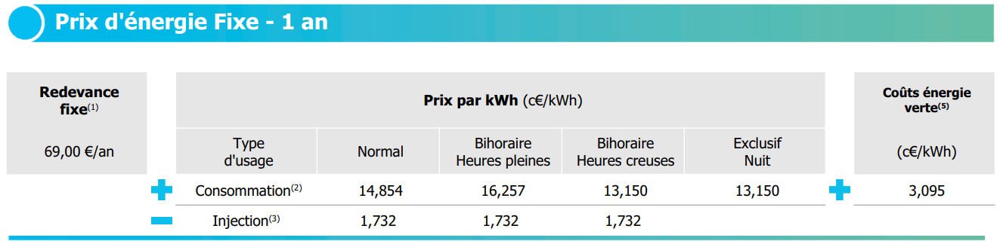 Prix d'énergie Fixe - 1 an
Redevance
fixe(1)
69,00 €/an
Prix par kWh (c€/kWh)
Type
d'usage
Normal
Bihoraire
Heures pleines
Bihoraire
Heures creuses
Exclusif
Nuit
Coûts énergie
verte(5)
(c€/kWh)
+ Consommation(2) 14,854 16,257 13,150 13,150 + 3,095
- Injection(3) 1,732 1,732 1,732